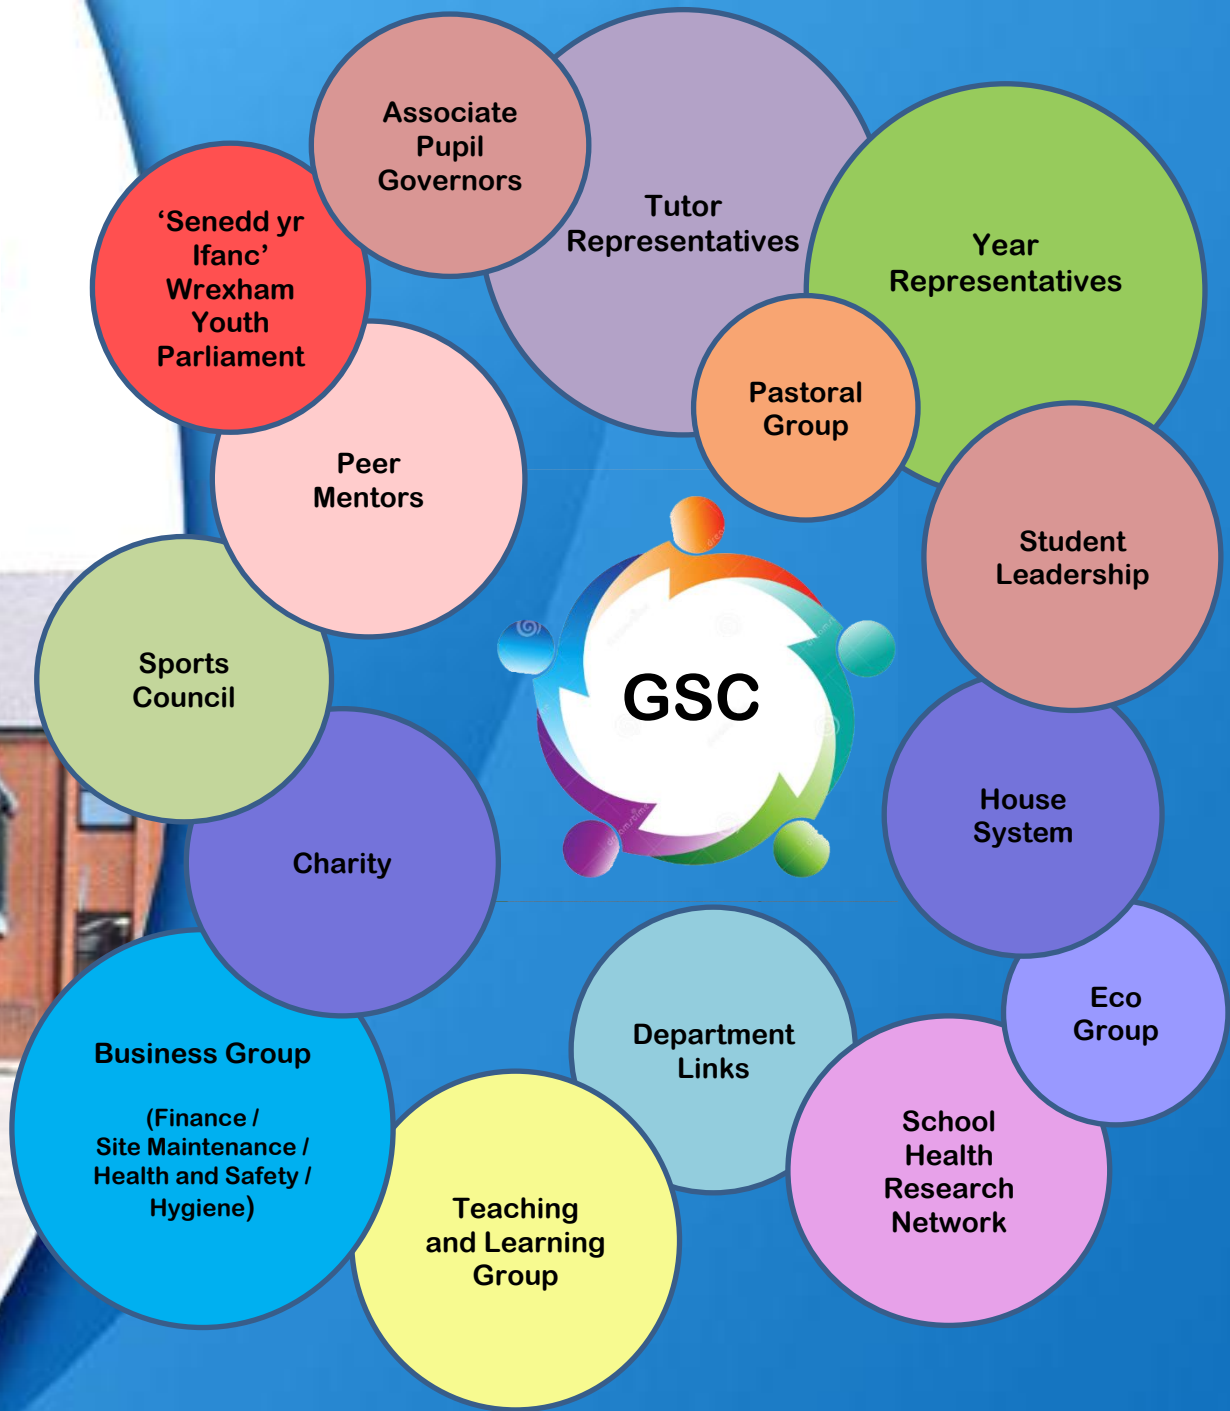 Associate
Pupil
Governors
Tutor
Representatives
Year
Representatives
‘Senedd yr
Ifanc’
Wrexham
Youth
Parliament
Pastoral
Group
Peer
Mentors
Student
Leadership
Sports
Council
GSC
House
System
Charity
Eco
Group
Department
Links
Business Group
(Finance /
Site Maintenance /
Health and Safety /
Hygiene)
School
Health
Research
Network
Teaching
and Learning
Group